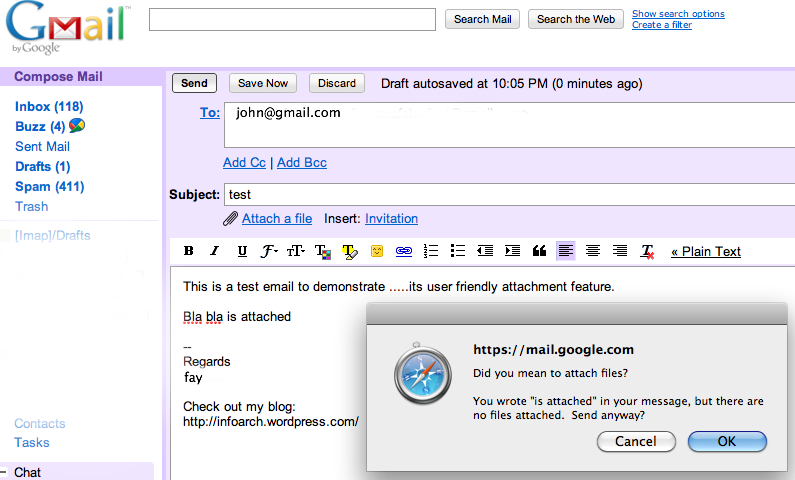 GMail™
by Google
Search Mail
Search the Web
Show search options
Create a filter
Compose Mail
Inbox (118)
Buzz (4)
Sent Mail
Drafts (1)
Spam (411)
Trash
[Imap]/Drafts
Contacts
Tasks
Chat
Send
Save Now
Discard
Draft autosaved at 10:05 PM (0 minutes ago)
To: john@gmail.com
Add Cc | Add Bcc
Subject: test
Attach a file Insert: Invitation
B I U F TT T T T « Plain Text
This is a test email to demonstrate .....its user friendly attachment feature.
Bla bla is attached
--
Regards
fay
Check out my blog:
http://infoarch.wordpress.com/
https://mail.google.com
Did you mean to attach files?
You wrote "is attached" in your message, but there are
no files attached. Send anyway?
Cancel
OK